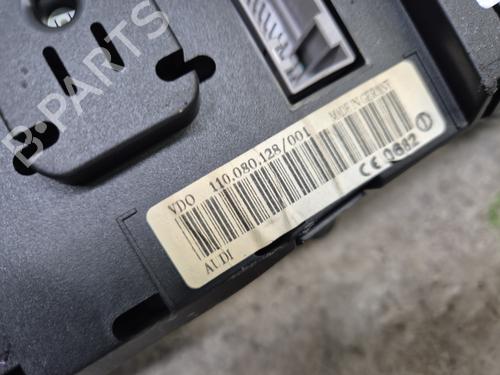 B-PARTS
VDO 110.080.128/001 MADE IN GERMANY
AUDI CE 0682